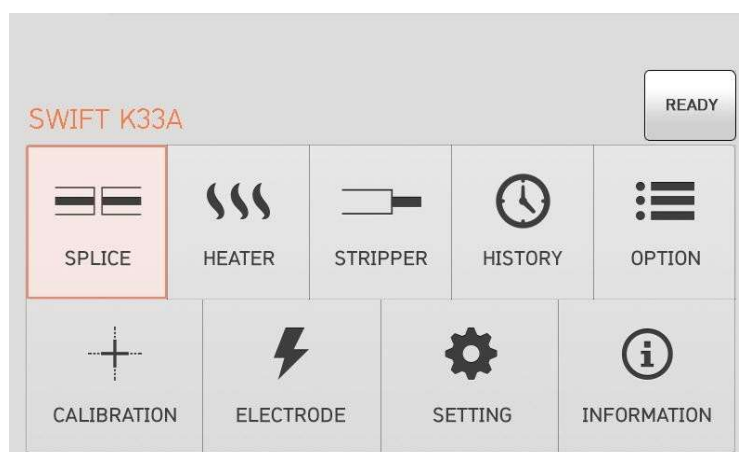 READY
SWIFT K33A
SPLICE HEATER STRIPPER HISTORY OPTION
CALIBRATION ELECTRODE SETTING INFORMATION